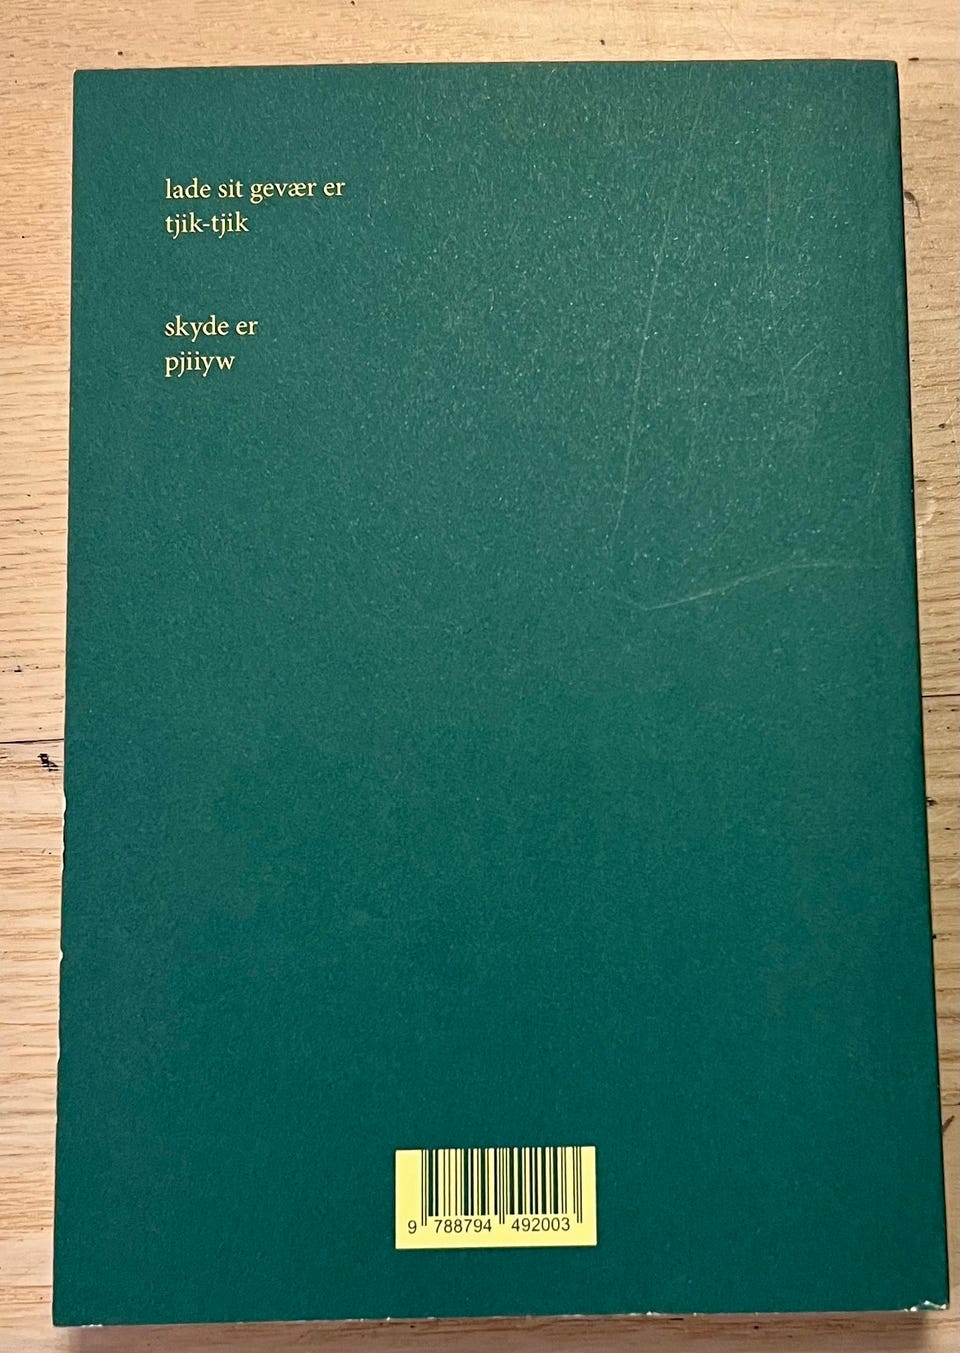 lade sit gevær er
tjik-tjik
skyde er
pjiiyw
9 788794 492003